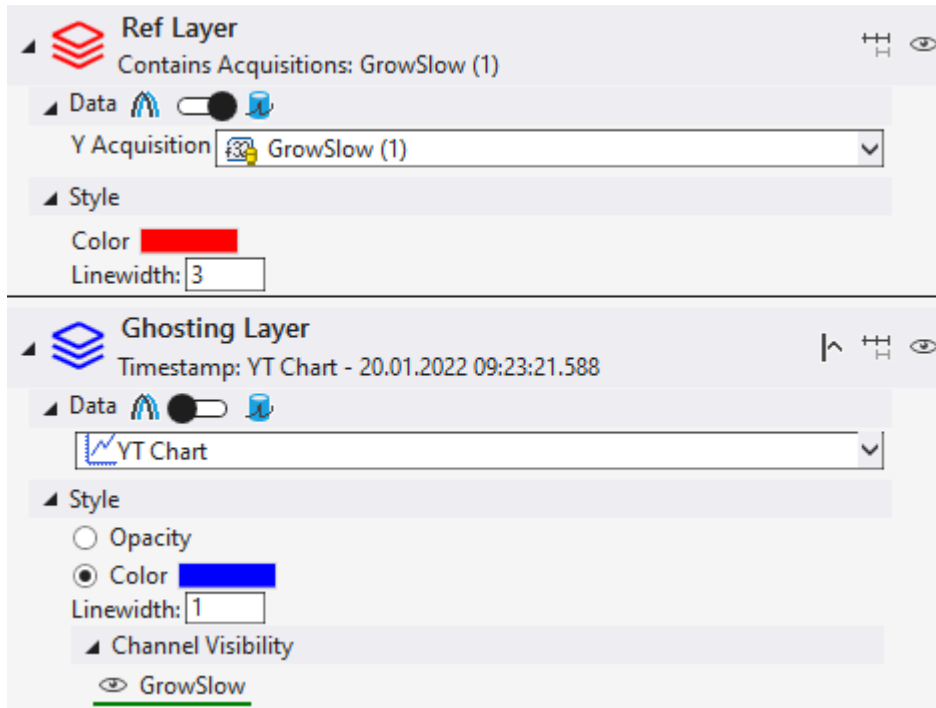 Ref Layer
Contains Acquisitions: GrowSlow (1)
Data
Y Acquisition GrowSlow (1)
Style
Color
Linewidth: 3
Ghosting Layer
Timestamp: YT Chart - 20.01.2022 09:23:21.588
Data
YT Chart
Style
Opacity
Color
Linewidth: 1
Channel Visibility
GrowSlow